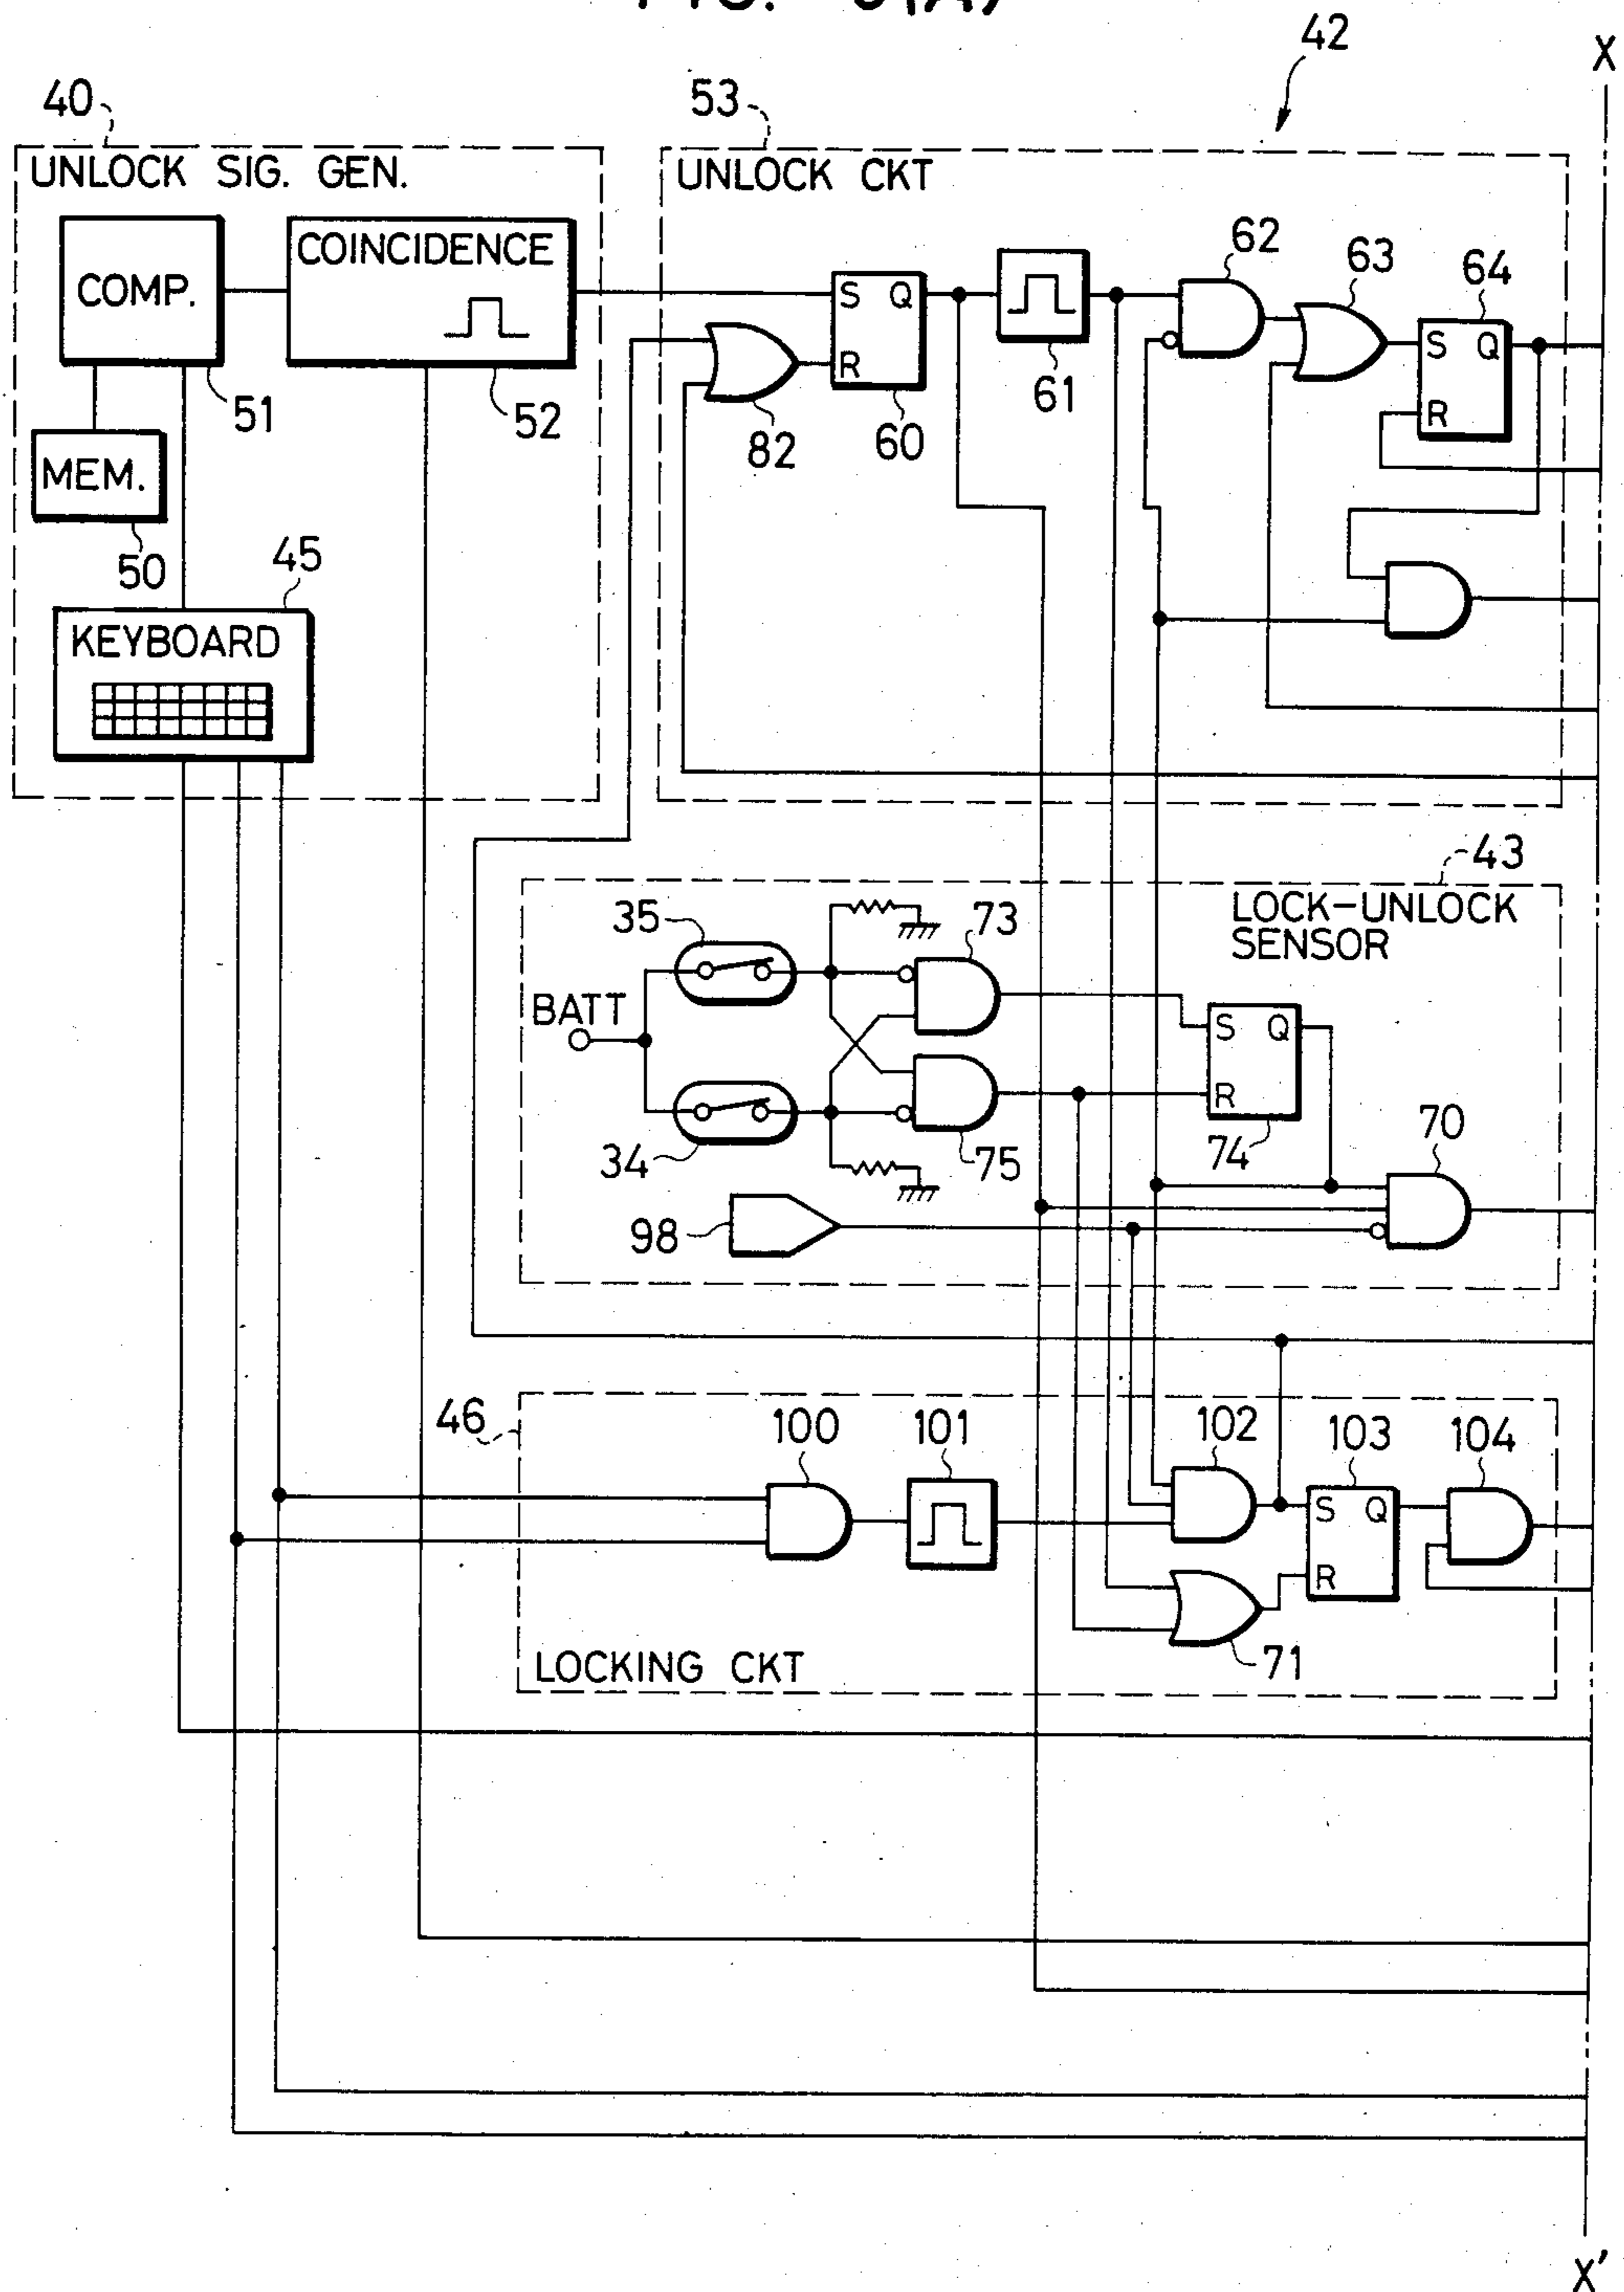 42
X
40
53
UNLOCK SIG. GEN.
UNLOCK CKT
COMP.
COINCIDENCE
62
63
64
S Q
R
S Q
R
51
52
82
60
61
MEM.
50
45
KEYBOARD
43
LOCK-UNLOCK
SENSOR
35
73
BATT
S Q
R
34
75
74
70
98
46
100
101
102
103
104
S Q
R
71
LOCKING CKT
X'